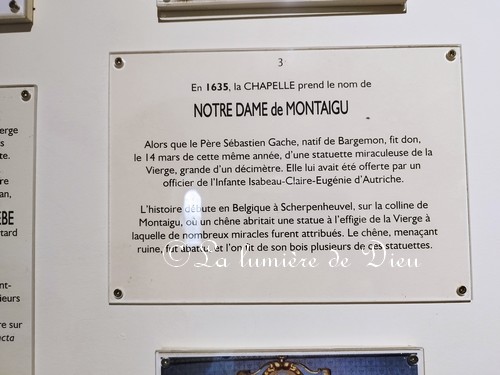 3
En 1635, la CHAPELLE prend le nom de
NOTRE DAME de MONTAIGU
Alors que le Père Sébastien Gache, natif de Bargemon, fit don,
le 14 mars de cette même année, d'une statuette miraculeuse de la
Vierge, grande d'un décimètre. Elle lui avait été offerte par un
officier de l'Infante Isabeau-Claire-Eugénie d'Autriche.
L'histoire débute en Belgique à Scherpenheuvel, sur la colline de
Montaigu, où un chêne abritait une statue à l'effigie de la Vierge à
laquelle de nombreux miracles furent attribués. Le chêne, menaçant
ruine, fut abattu et l'on fit de son bois plusieurs de ces statuettes.
©La lumière de Dieu